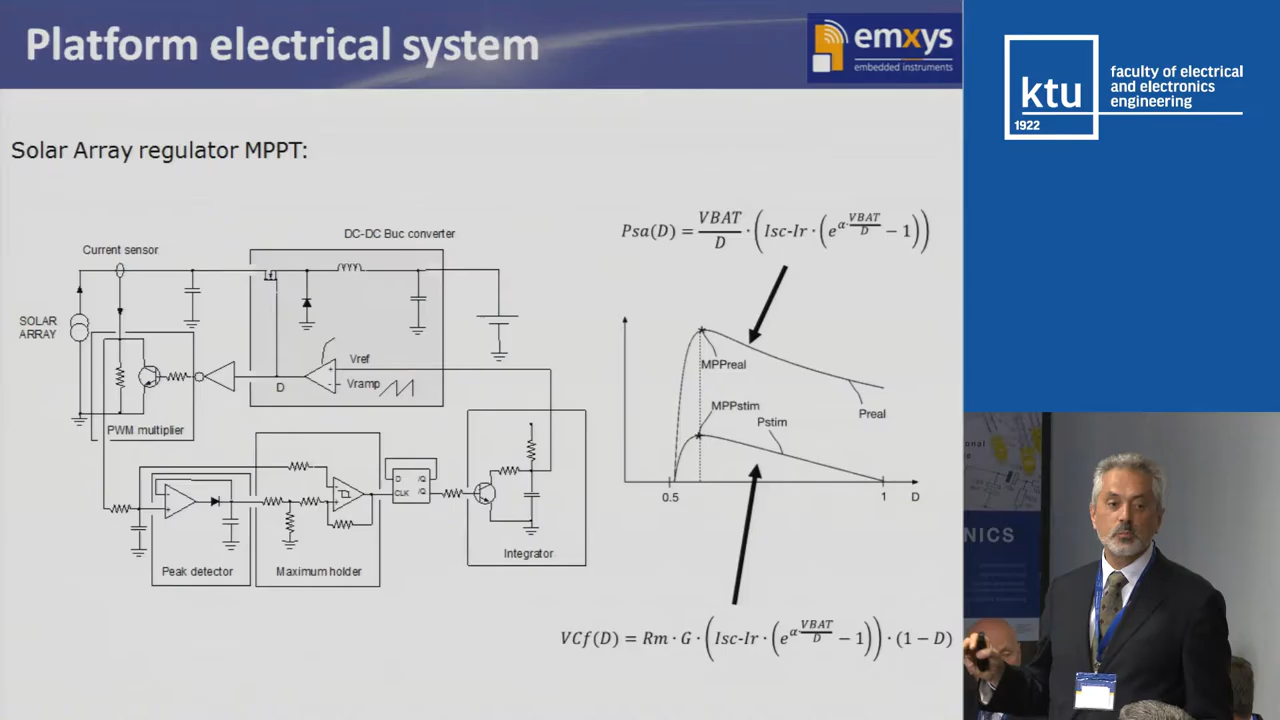 Platform electrical system
emxys
embedded instruments
ktu
1922
faculty of electrical
and electronics
engineering
Solar Array regulator MPPT:
Current sensor
DC-DC Buc converter
SOLAR
ARRAY
Vref
Vramp
D
PWM multiplier
D /Q
CLK /Q
Peak detector
Maximum holder
Integrator
Psa(D) = VBAT/D · (Isc-Ir · (e^α·VBAT/D − 1))
MPPreal
MPPstim
Pstim
Preal
0.5
1
D
VCf(D) = Rm · G · (Isc-Ir · (e^α·VBAT/D − 1)) · (1 − D)
NICS